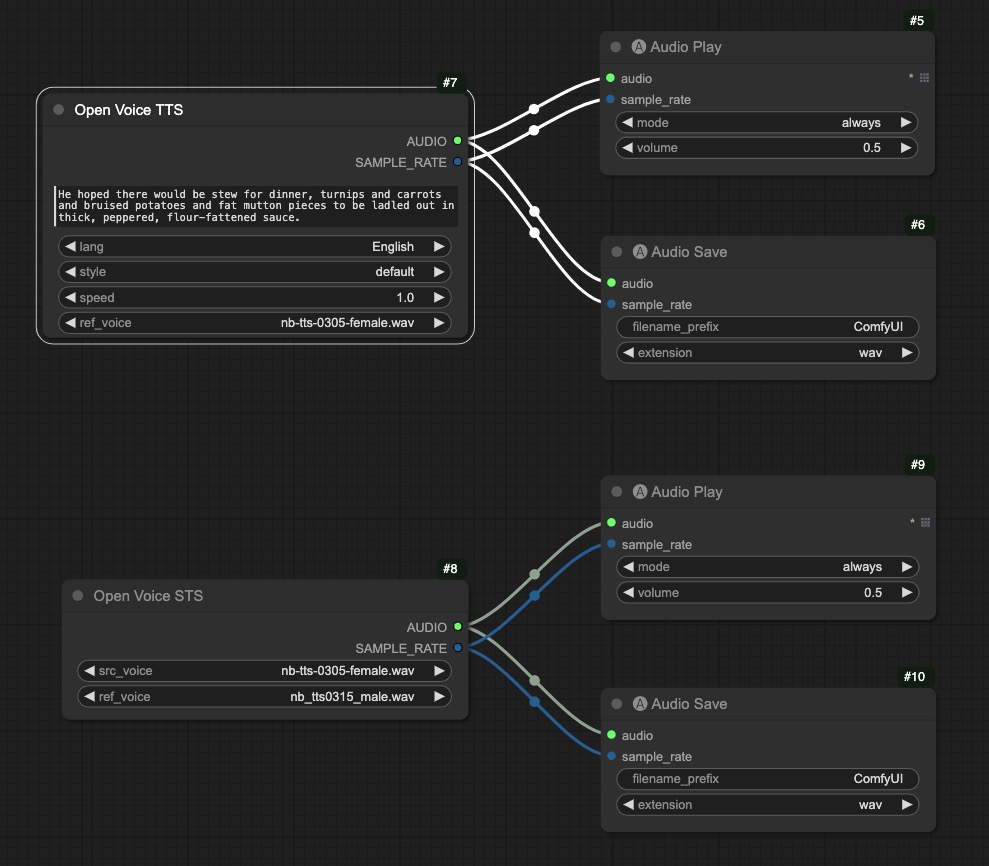 #7
Open Voice TTS
AUDIO
SAMPLE_RATE
He hoped there would be stew for dinner, turnips and carrots
and bruised potatoes and fat mutton pieces to be ladled out in
thick, peppered, flour-fattened sauce.
lang English
style default
speed 1.0
ref_voice nb-tts-0305-female.wav
#5
A Audio Play
audio *
sample_rate
mode always
volume 0.5
#6
A Audio Save
audio
sample_rate
filename_prefix ComfyUI
extension wav
#8
Open Voice STS
AUDIO
SAMPLE_RATE
src_voice nb-tts-0305-female.wav
ref_voice nb_tts0315_male.wav
#9
A Audio Play
audio *
sample_rate
mode always
volume 0.5
#10
A Audio Save
audio
sample_rate
filename_prefix ComfyUI
extension wav